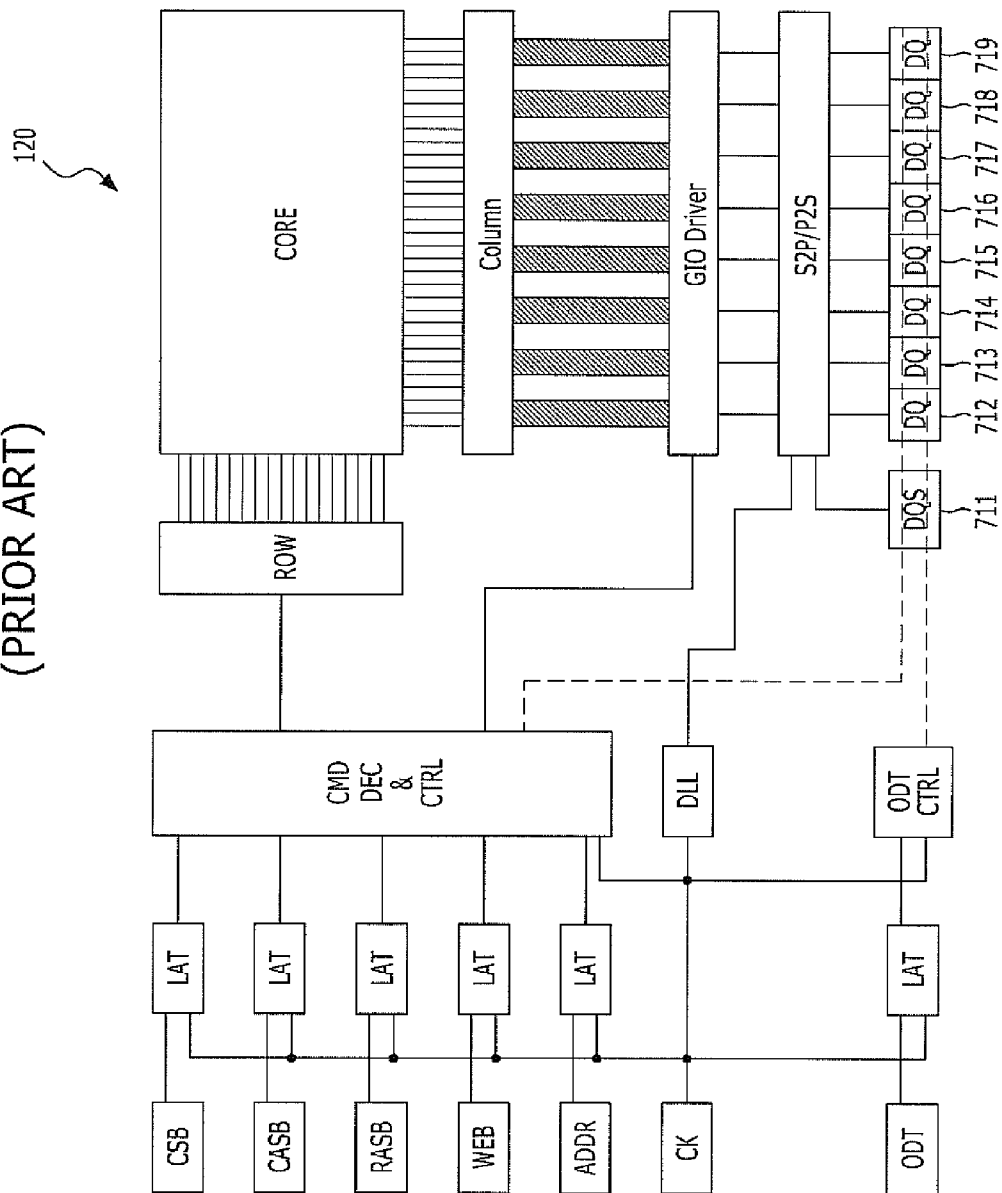 (PRIOR ART)
120
CSB
LAT
CASB
LAT
RASB
LAT
WEB
LAT
ADDR
LAT
CK
ODT
LAT
CMD
DEC
&
CTRL
DLL
ODT
CTRL
ROW
CORE
Column
GIO Driver
S2P/P2S
DQS
DQ
DQ
DQ
DQ
DQ
DQ
DQ
DQ
711
712
713
714
715
716
717
718
719